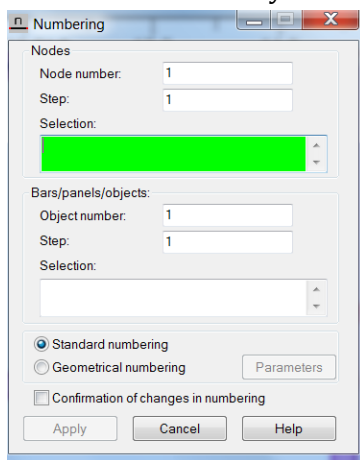 n Numbering X
Nodes
Node number: 1
Step: 1
Selection:
Bars/panels/objects:
Object number: 1
Step: 1
Selection:
Standard numbering
Geometrical numbering Parameters
Confirmation of changes in numbering
Apply Cancel Help